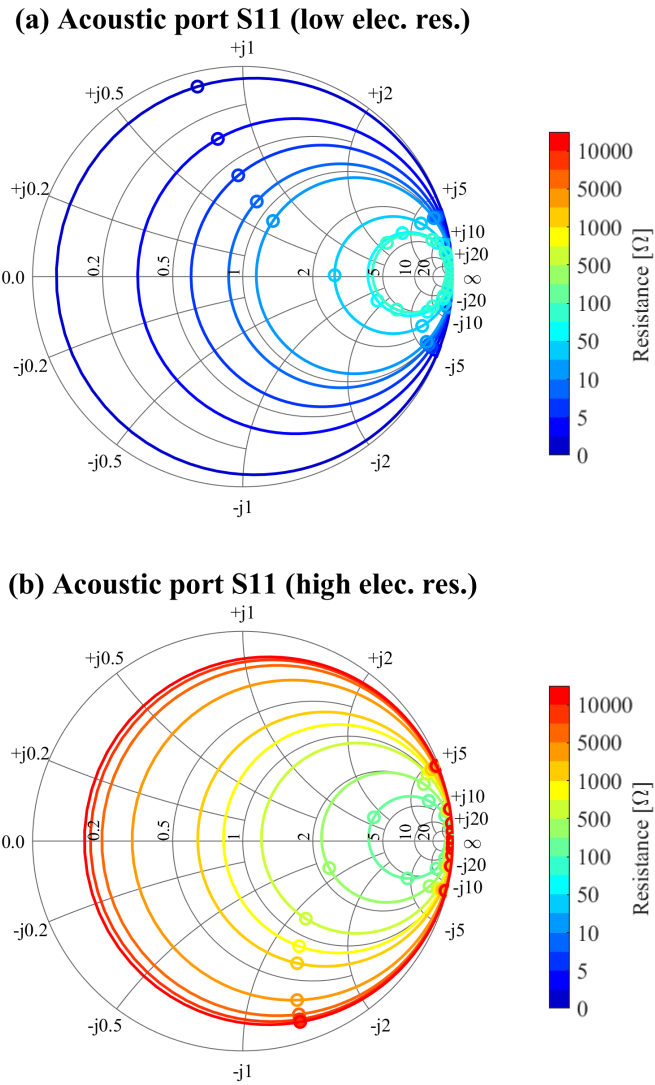 (a) Acoustic port S11 (low elec. res.)
+j1
+j0.5
+j2
+j0.2
+j5
+j10
+j20
0.0
0.2
0.5
1
2
5
10
20
∞
-j20
-j10
-j0.2
-j5
-j0.5
-j2
-j1
10000
5000
1000
500
100
50
10
5
0
Resistance [Ω]
(b) Acoustic port S11 (high elec. res.)
+j1
+j0.5
+j2
+j0.2
+j5
+j10
+j20
0.0
0.2
0.5
1
2
5
10
20
∞
-j20
-j10
-j0.2
-j5
-j0.5
-j2
-j1
10000
5000
1000
500
100
50
10
5
0
Resistance [Ω]